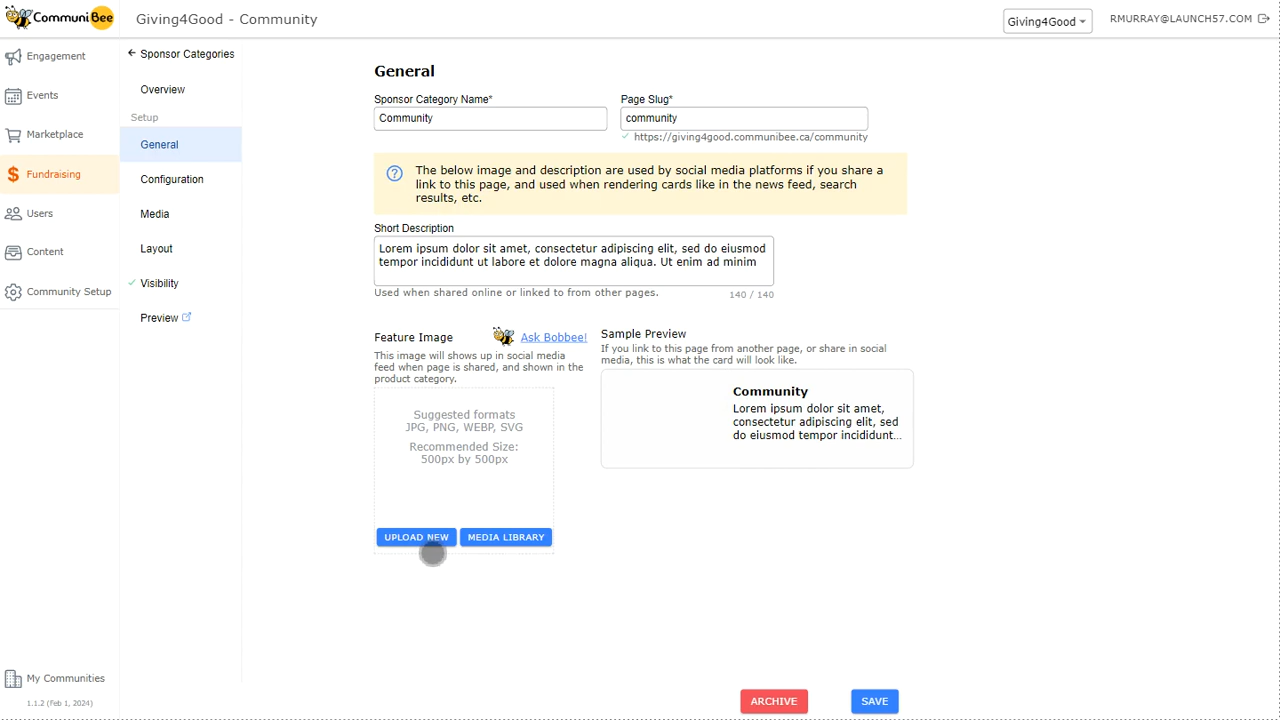 CommuniBee
Giving4Good - Community
Giving4Good
RMURRAY@LAUNCH57.COM
Engagement
Events
Marketplace
Fundraising
Users
Content
Community Setup
My Communities
1.1.2 (Feb 1, 2024)
Sponsor Categories
Overview
Setup
General
Configuration
Media
Layout
Visibility
Preview
General
Sponsor Category Name*
Community
Page Slug*
community
https://giving4good.communibee.ca/community
The below image and description are used by social media platforms if you share a
link to this page, and used when rendering cards like in the news feed, search
results, etc.
Short Description
Lorem ipsum dolor sit amet, consectetur adipiscing elit, sed do eiusmod
tempor incididunt ut labore et dolore magna aliqua. Ut enim ad minim
Used when shared online or linked to from other pages.
140 / 140
Feature Image
Ask Bobbee!
This image will shows up in social media
feed when page is shared, and shown in the
product category.
Suggested formats
JPG, PNG, WEBP, SVG
Recommended Size:
500px by 500px
UPLOAD NEW
MEDIA LIBRARY
Sample Preview
If you link to this page from another page, or share in social
media, this is what the card will look like.
Community
Lorem ipsum dolor sit amet,
consectetur adipiscing elit, sed
do eiusmod tempor incididunt...
ARCHIVE
SAVE